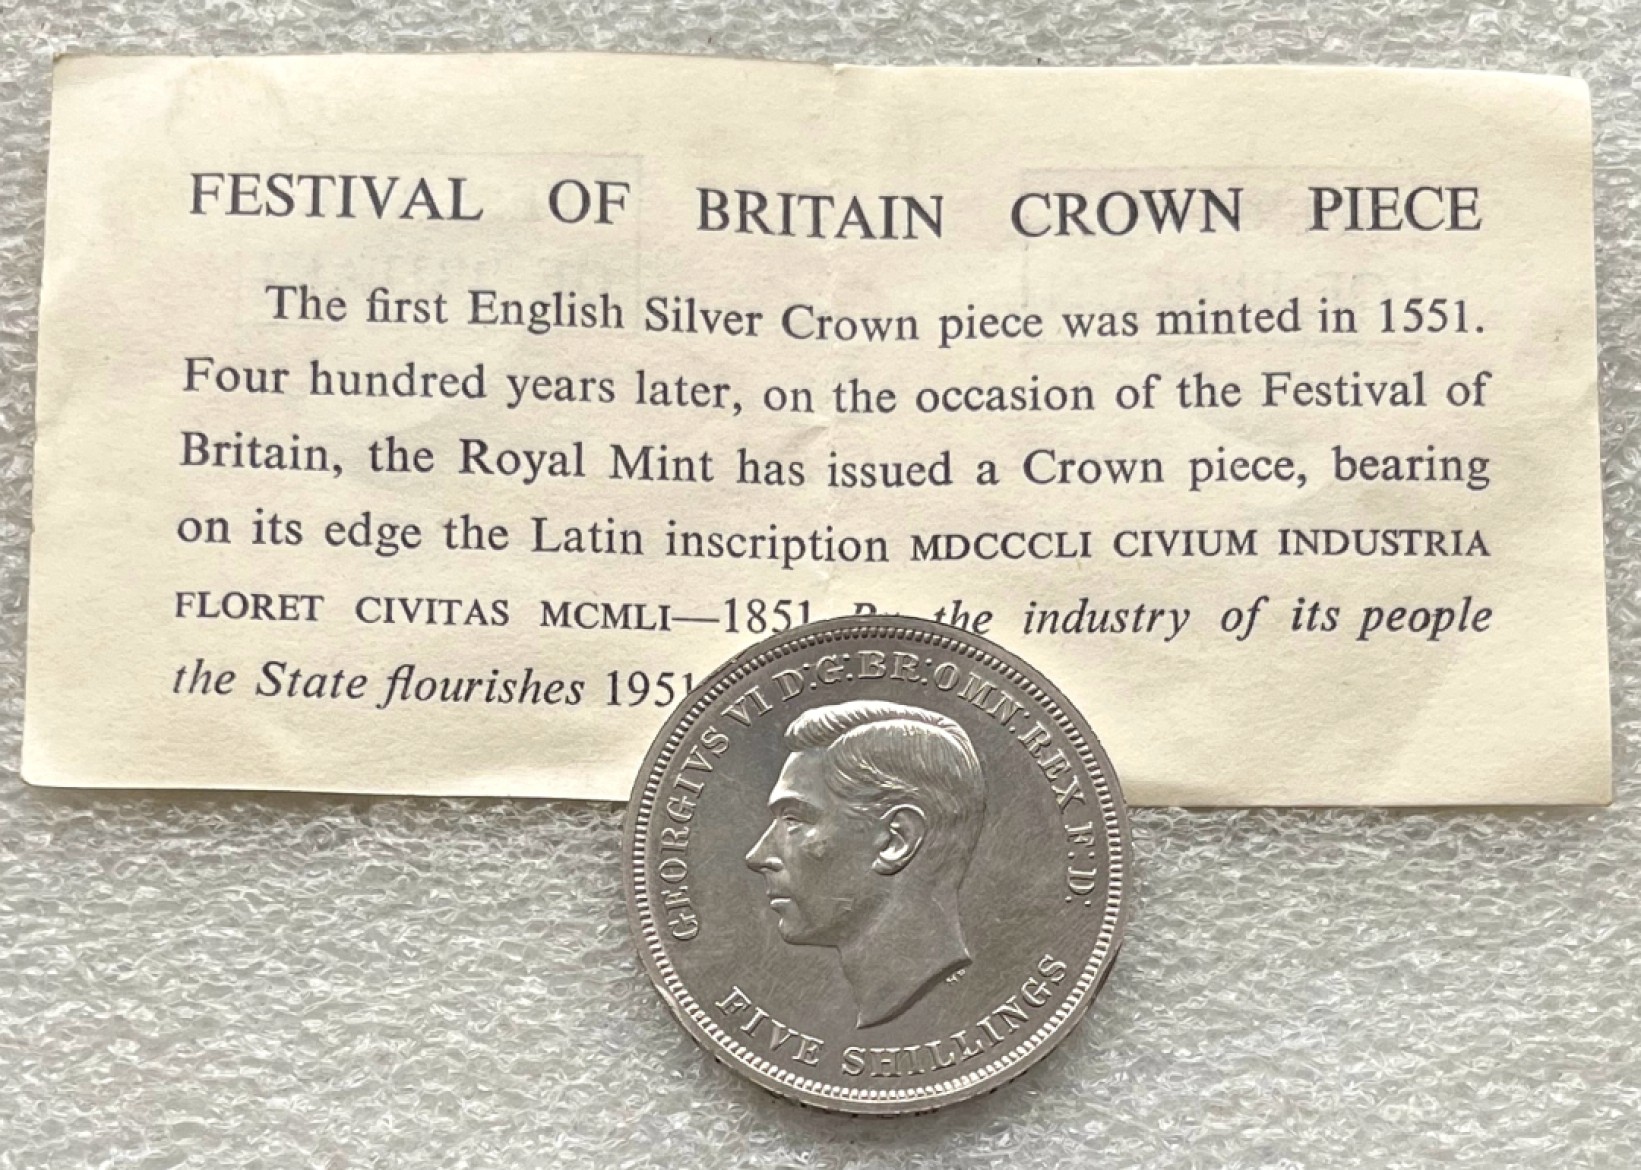 FESTIVAL OF BRITAIN CROWN PIECE
The first English Silver Crown piece was minted in 1551.
Four hundred years later, on the occasion of the Festival of
Britain, the Royal Mint has issued a Crown piece, bearing
on its edge the Latin inscription MDCCCLI CIVIUM INDUSTRIA
FLORET CIVITAS MCMLI—1851 By the industry of its people
the State flourishes 1951
GEORGIVS VI D:G:BR:OMN:REX F:D:
FIVE SHILLINGS
HP